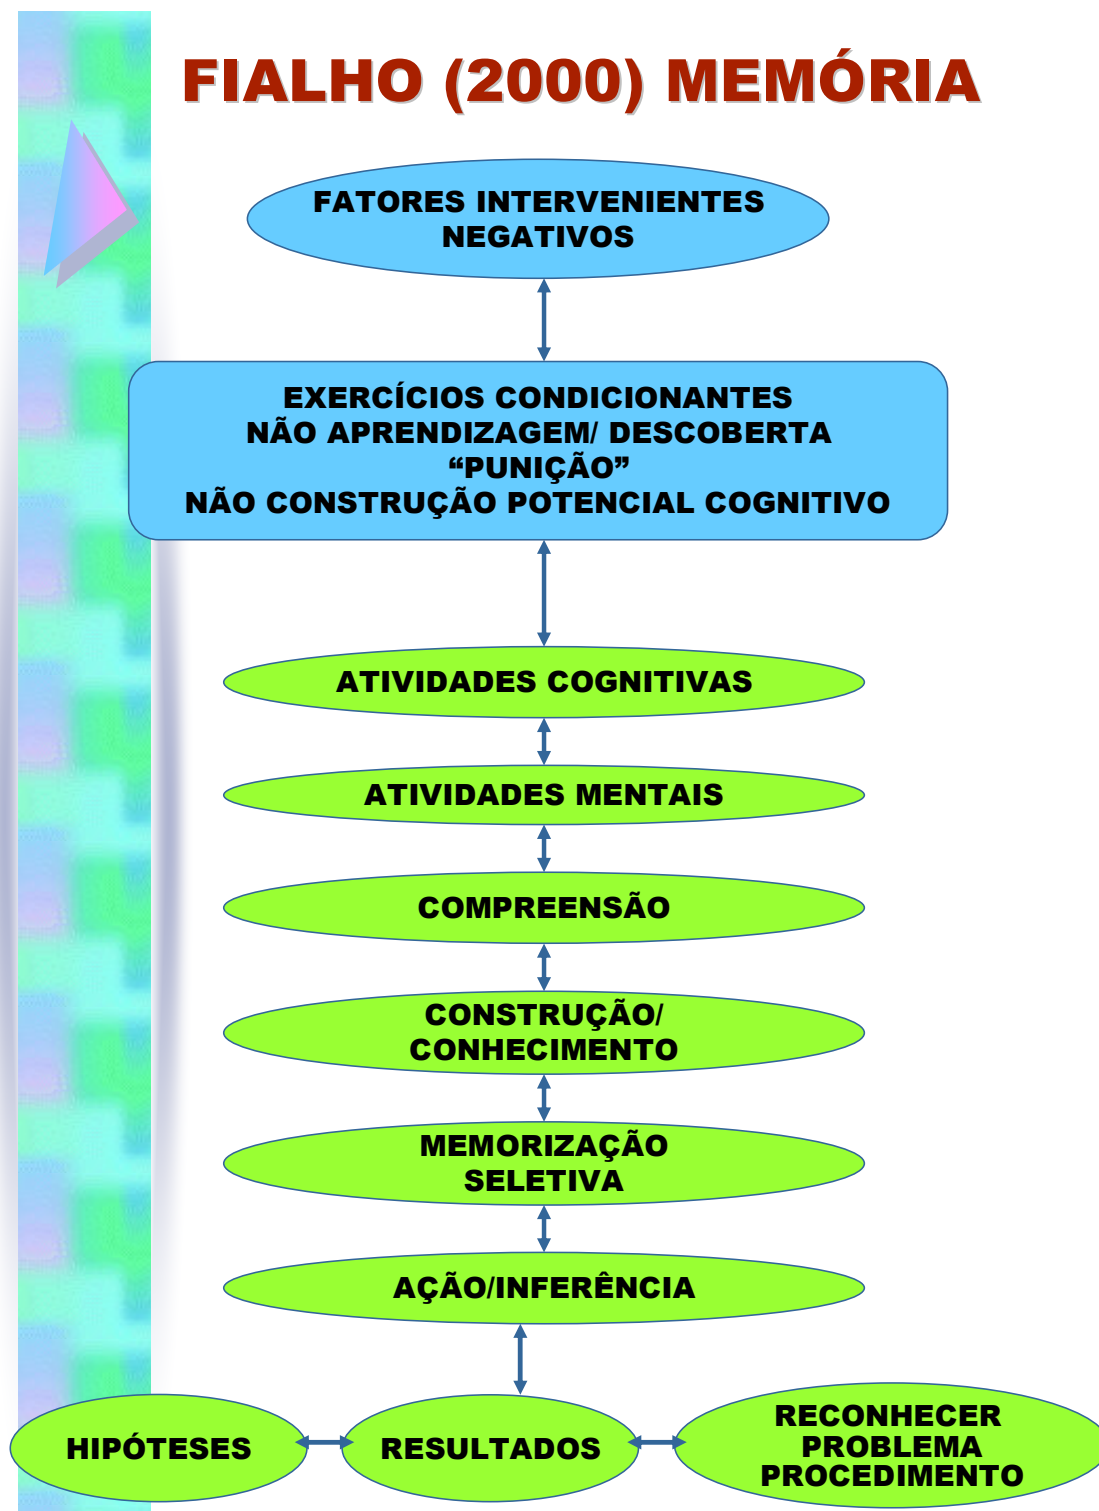 FIALHO (2000) MEMÓRIA
FATORES INTERVENIENTES
NEGATIVOS
EXERCÍCIOS CONDICIONANTES
NÃO APRENDIZAGEM/ DESCOBERTA
“PUNIÇÃO”
NÃO CONSTRUÇÃO POTENCIAL COGNITIVO
ATIVIDADES COGNITIVAS
ATIVIDADES MENTAIS
COMPREENSÃO
CONSTRUÇÃO/
CONHECIMENTO
MEMORIZAÇÃO
SELETIVA
AÇÃO/INFERÊNCIA
HIPÓTESES
RESULTADOS
RECONHECER
PROBLEMA
PROCEDIMENTO